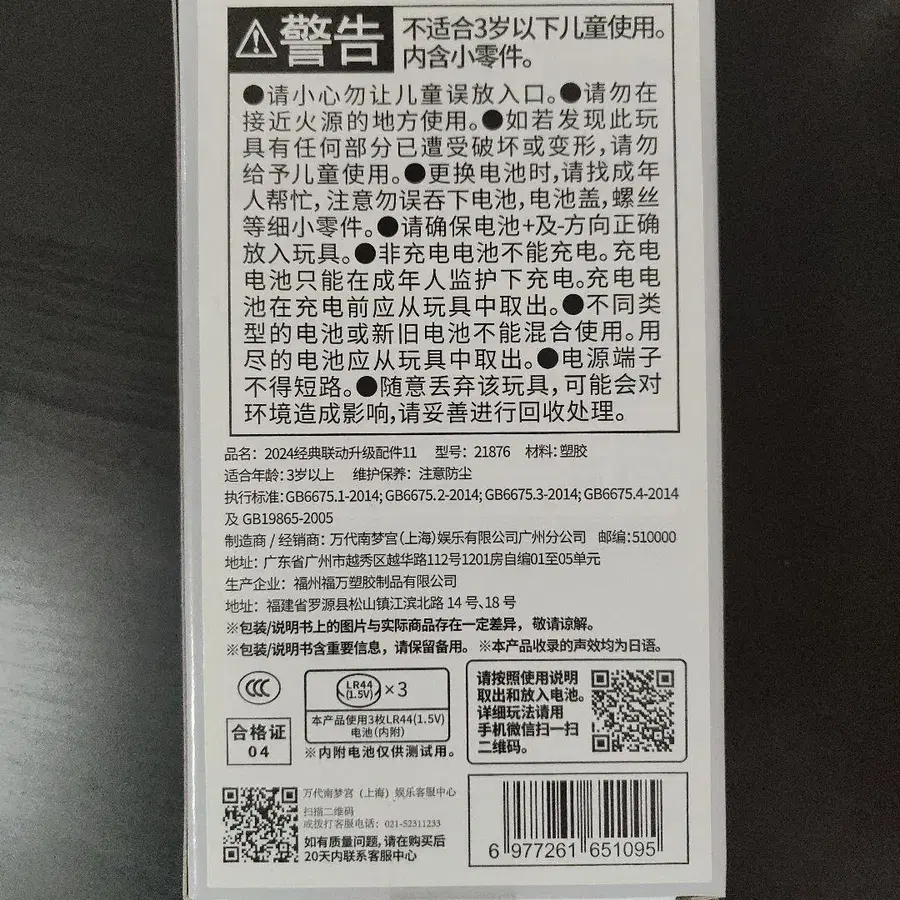 警告
不适合3岁以下儿童使用。
内含小零件。
●请小心勿让儿童误放入口。●请勿在
接近火源的地方使用。●如若发现此玩
具有任何部分已遭受破坏或变形,请勿
给予儿童使用。●更换电池时,请找成年
人帮忙,注意勿误吞下电池,电池盖,螺丝
等细小零件。●请确保电池+及-方向正确
放入玩具。●非充电电池不能充电。充电
电池只能在成年人监护下充电。充电电
池在充电前应从玩具中取出。●不同类
型的电池或新旧电池不能混合使用。用
尽的电池应从玩具中取出。●电源端子
不得短路。●随意丢弃该玩具,可能会对
环境造成影响,请妥善进行回收处理。
品名：2024经典联动升级配件11 型号：21876 材料：塑胶
适合年龄：3岁以上 维护保养：注意防尘
执行标准：GB6675.1-2014; GB6675.2-2014; GB6675.3-2014; GB6675.4-2014
及 GB19865-2005
制造商 / 经销商：万代南梦宫（上海）娱乐有限公司广州分公司 邮编：510000
地址：广东省广州市越秀区越华路112号1201房自编01至05单元
生产企业：福州福万塑胶制品有限公司
地址：福建省罗源县松山镇江滨北路 14 号、18 号
※包装/说明书上的图片与实际商品存在一定差异，敬请谅解。
※包装/说明书含重要信息，请保留备用。※本产品收录的声效均为日语。
CCC
合格证
04
LR44
(1.5V) ×3
本产品使用3枚LR44(1.5V)
电池(内附)
※内附电池仅供测试用。
请按照使用说明
取出和放入电池。
详细玩法请用
手机微信扫一扫
二维码。
万代南梦宫（上海）娱乐客服中心
扫描二维码
或拨打客服电话：021-52311233
如有质量问题,请在购买后
20天内联系客服中心
6 977261 651095